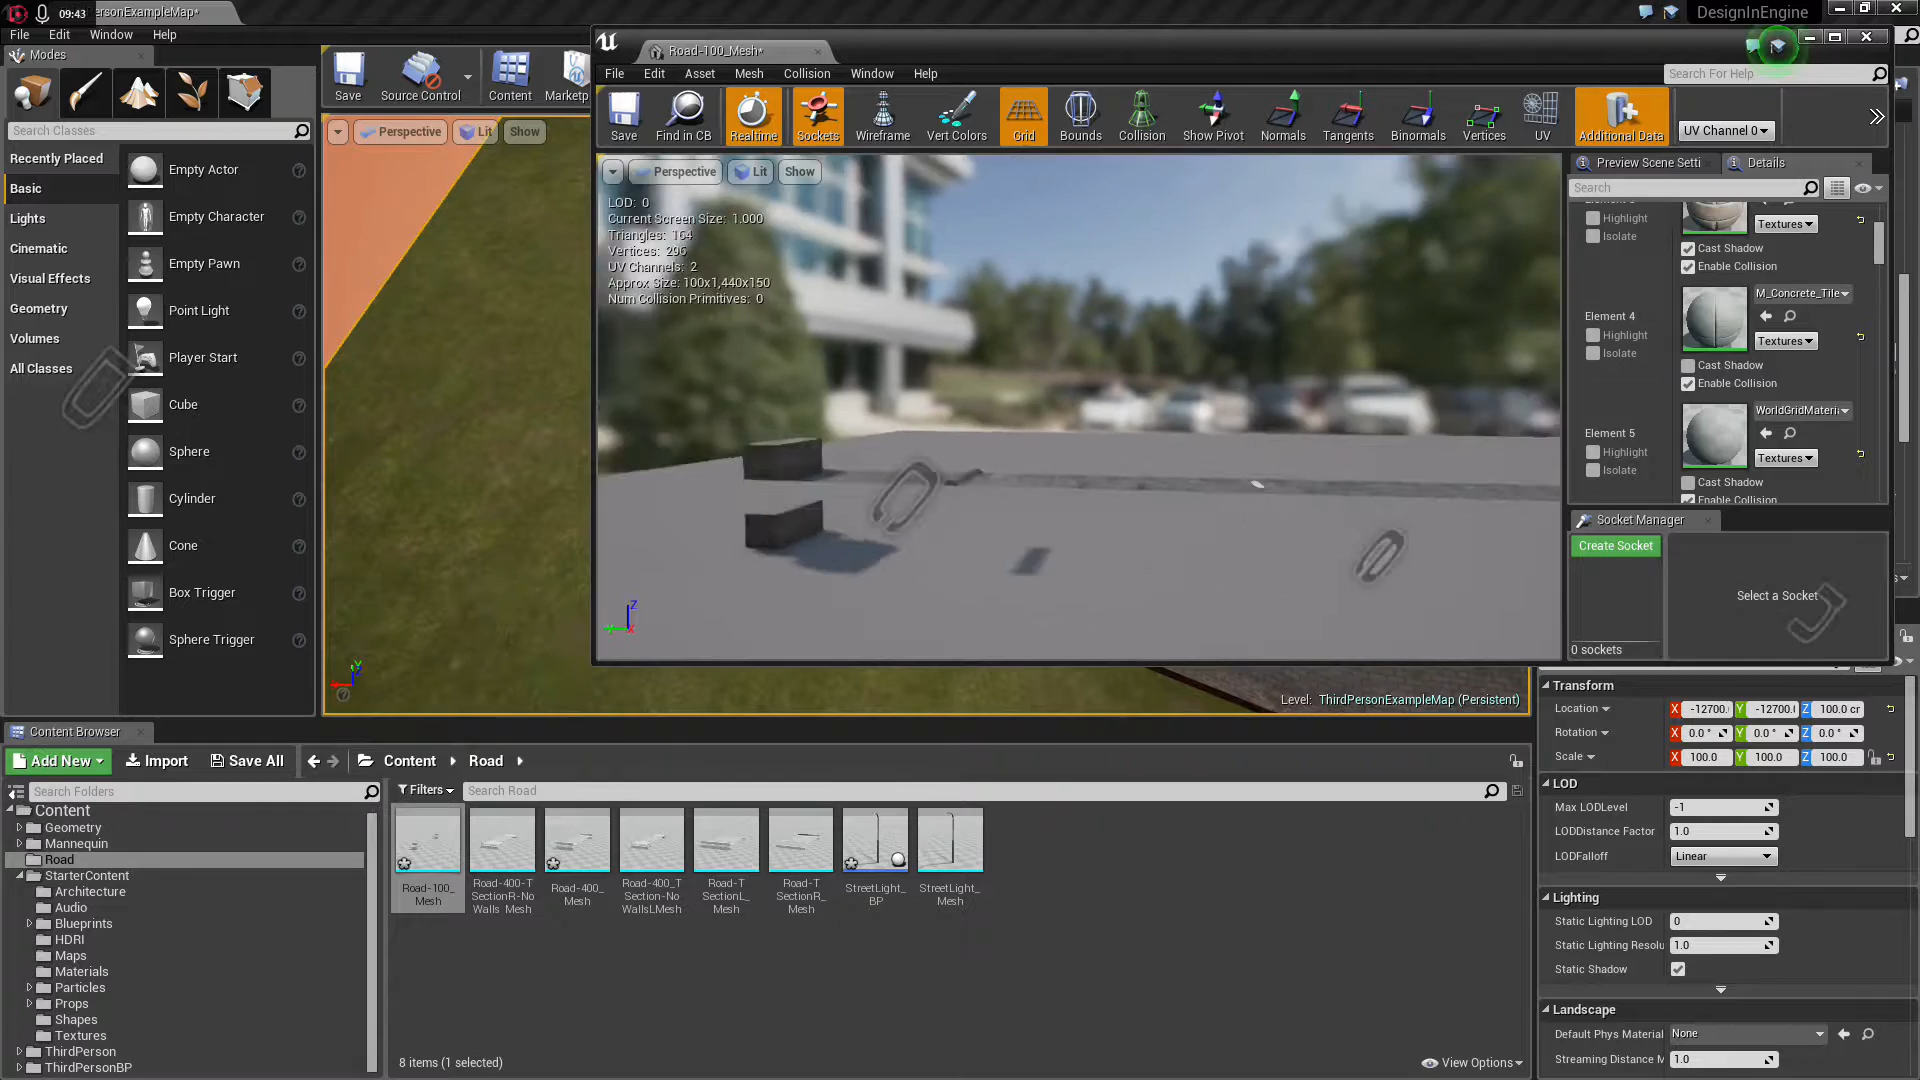 09:43
ersonExampleMap*
DesignInEngine
File Edit Window Help
Modes
Search Classes
Recently Placed
Basic
Lights
Cinematic
Visual Effects
Geometry
Volumes
All Classes
Empty Actor
Empty Character
Empty Pawn
Point Light
Player Start
Cube
Sphere
Cylinder
Cone
Box Trigger
Sphere Trigger
Save
Source Control
Content
Marketp
Perspective Lit Show
Road-100_Mesh*
File Edit Asset Mesh Collision Window Help
Search For Help
Save
Find in CB
Realtime
Sockets
Wireframe
Vert Colors
Grid
Bounds
Collision
Show Pivot
Normals
Tangents
Binormals
Vertices
UV
Additional Data
UV Channel 0
Perspective Lit Show
LOD: 0
Current Screen Size: 1.000
Triangles: 164
Vertices: 296
UV Channels: 2
Approx Size: 100x1,440x150
Num Collision Primitives: 0
Preview Scene Setti
Details
Search
Highlight
Isolate
Textures
Cast Shadow
Enable Collision
Element 4
Highlight
Isolate
M_Concrete_Tile
Textures
Cast Shadow
Enable Collision
Element 5
Highlight
Isolate
WorldGridMateria
Textures
Cast Shadow
Enable Collision
Socket Manager
Create Socket
Select a Socket
0 sockets
Level: ThirdPersonExampleMap (Persistent)
Transform
Location X -12700. Y -12700.0 Z 100.0 cr
Rotation X 0.0 ° Y 0.0 ° Z 0.0 °
Scale X 100.0 Y 100.0 Z 100.0
LOD
Max LODLevel -1
LODDistance Factor 1.0
LODFalloff Linear
Lighting
Static Lighting LOD 0
Static Lighting Resolu 1.0
Static Shadow
Landscape
Default Phys Material None
Streaming Distance M 1.0
Content Browser
Add New Import Save All Content Road
Search Folders
Filters Search Road
Content
Geometry
Mannequin
Road
StarterContent
Architecture
Audio
Blueprints
HDRI
Maps
Materials
Particles
Props
Shapes
Textures
ThirdPerson
ThirdPersonBP
Road-100_
Mesh
Road-400-T
SectionR-No
Walls_Mesh
Road-400_
Mesh
Road-400_T
Section-No
WallsLMesh
Road-T
SectionL_
Mesh
Road-T
SectionR_
Mesh
StreetLight_
BP
StreetLight_
Mesh
8 items (1 selected)
View Options